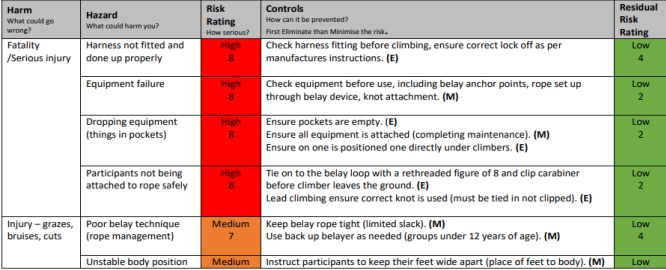 Harm
What could go
wrong?
Hazard
What could harm you?
Risk
Rating
How serious?
Controls
How can it be prevented?
First Eliminate than Minimise the risk.
Residual
Risk
Rating
Fatality
/Serious injury
Harness not fitted and
done up properly
High
8
Check harness fitting before climbing, ensure correct lock off as per
manufactures instructions. (E)
Low
4
Equipment failure
High
8
Check equipment before use, including belay anchor points, rope set up
through belay device, knot attachment. (M)
Low
2
Dropping equipment
(things in pockets)
High
8
Ensure pockets are empty. (E)
Ensure all equipment is attached (completing maintenance). (M)
Ensure on one is positioned one directly under climbers. (E)
Low
2
Participants not being
attached to rope safely
High
8
Tie on to the belay loop with a rethreaded figure of 8 and clip carabiner
before climber leaves the ground. (E)
Lead climbing ensure correct knot is used (must be tied in not clipped). (E)
Low
2
Injury – grazes,
bruises, cuts
Poor belay technique
(rope management)
Medium
7
Keep belay rope tight (limited slack). (M)
Use back up belayer as needed (groups under 12 years of age). (M)
Low
4
Unstable body position
Medium
Instruct participants to keep their feet wide apart (place of feet to body). (M)
Low